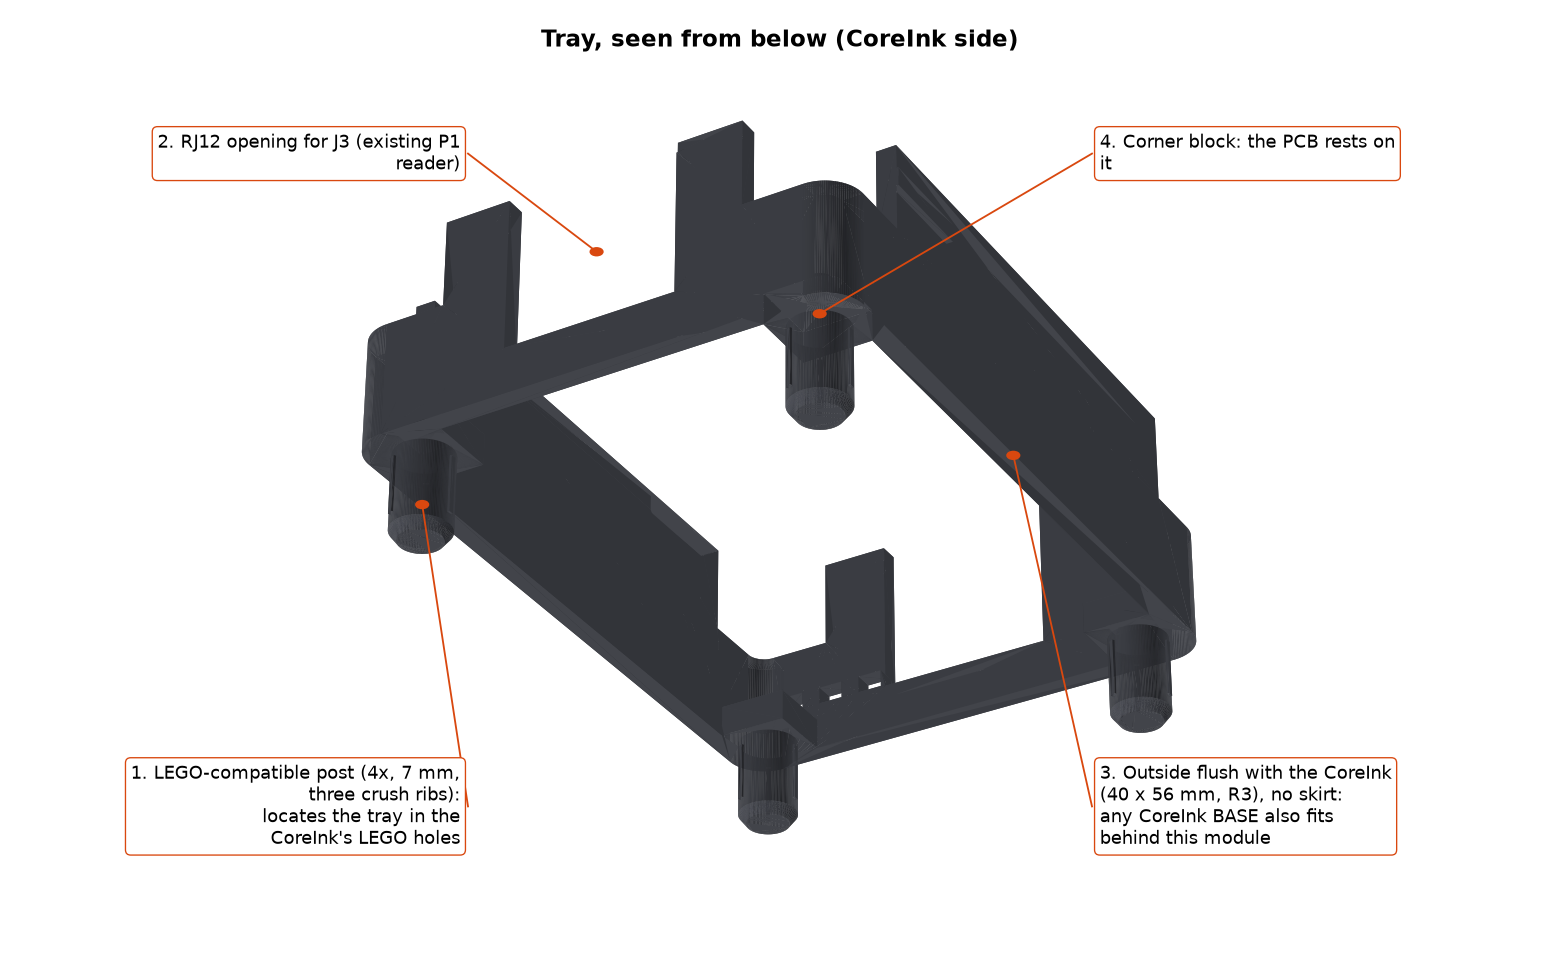 Tray, seen from below (CoreInk side)
2. RJ12 opening for J3 (existing P1
reader)
4. Corner block: the PCB rests on
it
1. LEGO-compatible post (4x, 7 mm,
three crush ribs):
locates the tray in the
CoreInk's LEGO holes
3. Outside flush with the CoreInk
(40 x 56 mm, R3), no skirt:
any CoreInk BASE also fits
behind this module